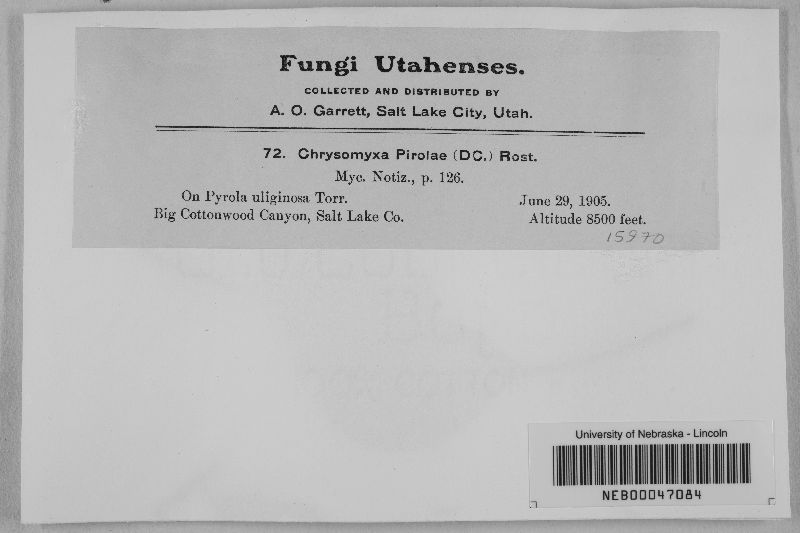 Fungi Utahenses.
COLLECTED AND DISTRIBUTED BY
A. O. Garrett, Salt Lake City, Utah.
72. Chrysomyxa Pirolae (DC.) Rost.
Myc. Notiz., p. 126.
On Pyrola uliginosa Torr. June 29, 1905.
Big Cottonwood Canyon, Salt Lake Co. Altitude 8500 feet.
15970
University of Nebraska - Lincoln
NEB00047084